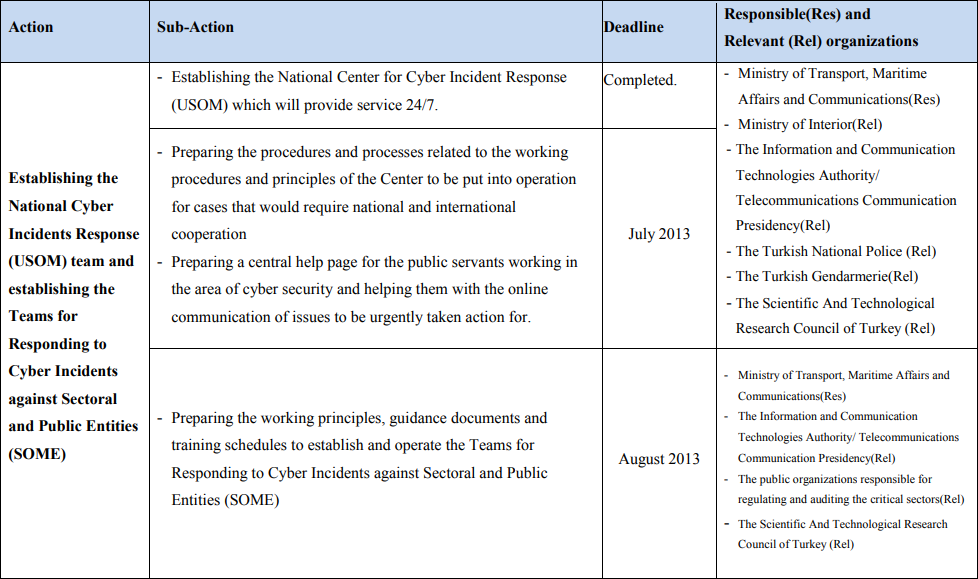 Action
Sub-Action
Deadline
Responsible(Res) and
Relevant (Rel) organizations
Establishing the
National Cyber
Incidents Response
(USOM) team and
establishing the
Teams for
Responding to
Cyber Incidents
against Sectoral
and Public Entities
(SOME)
- Establishing the National Center for Cyber Incident Response
(USOM) which will provide service 24/7.
Completed.
- Preparing the procedures and processes related to the working
procedures and principles of the Center to be put into operation
for cases that would require national and international
cooperation
- Preparing a central help page for the public servants working in
the area of cyber security and helping them with the online
communication of issues to be urgently taken action for.
July 2013
- Ministry of Transport, Maritime
Affairs and Communications(Res)
- Ministry of Interior(Rel)
- The Information and Communication
Technologies Authority/
Telecommunications Communication
Presidency(Rel)
- The Turkish National Police (Rel)
- The Turkish Gendarmerie(Rel)
- The Scientific And Technological
Research Council of Turkey (Rel)
- Preparing the working principles, guidance documents and
training schedules to establish and operate the Teams for
Responding to Cyber Incidents against Sectoral and Public
Entities (SOME)
August 2013
- Ministry of Transport, Maritime Affairs and
Communications(Res)
- The Information and Communication
Technologies Authority/ Telecommunications
Communication Presidency(Rel)
- The public organizations responsible for
regulating and auditing the critical sectors(Rel)
- The Scientific And Technological Research
Council of Turkey (Rel)